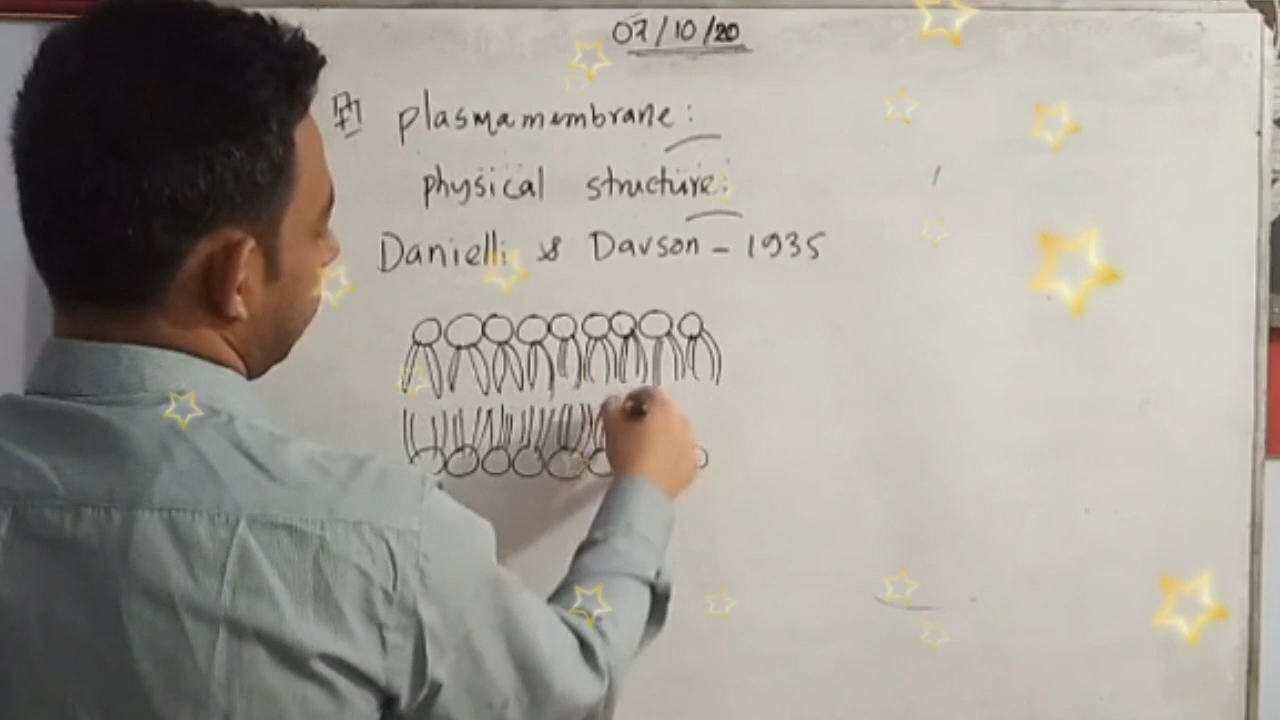 07/10/20
plasmamembrane:
physical structure:
Danielli & Davson - 1935